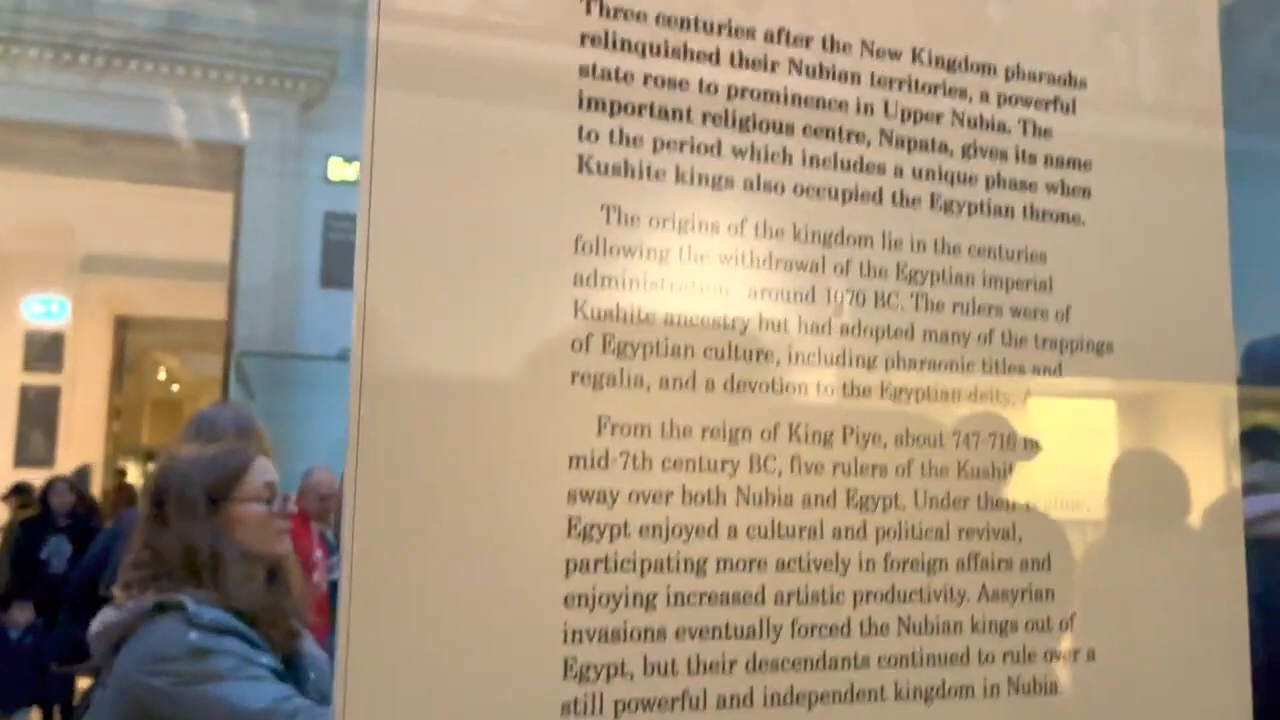 Three centuries after the New Kingdom pharaohs
relinquished their Nubian territories, a powerful
state rose to prominence in Upper Nubia. The
important religious centre, Napata, gives its name
to the period which includes a unique phase when
Kushite kings also occupied the Egyptian throne.
The origins of the kingdom lie in the centuries
following the withdrawal of the Egyptian imperial
administration around 1070 BC. The rulers were of
Kushite ancestry but had adopted many of the trappings
of Egyptian culture, including pharaonic titles and
regalia, and a devotion to the Egyptian deity,
From the reign of King Piye, about 747-716
mid-7th century BC, five rulers of the
sway over both Nubia and Egypt. Under their
Egypt enjoyed a cultural and political revival,
participating more actively in foreign affairs and
enjoying increased artistic productivity. Assyrian
invasions eventually forced the Nubian kings out of
Egypt, but their descendants continued to rule over a
still powerful and independent kingdom in Nubia.